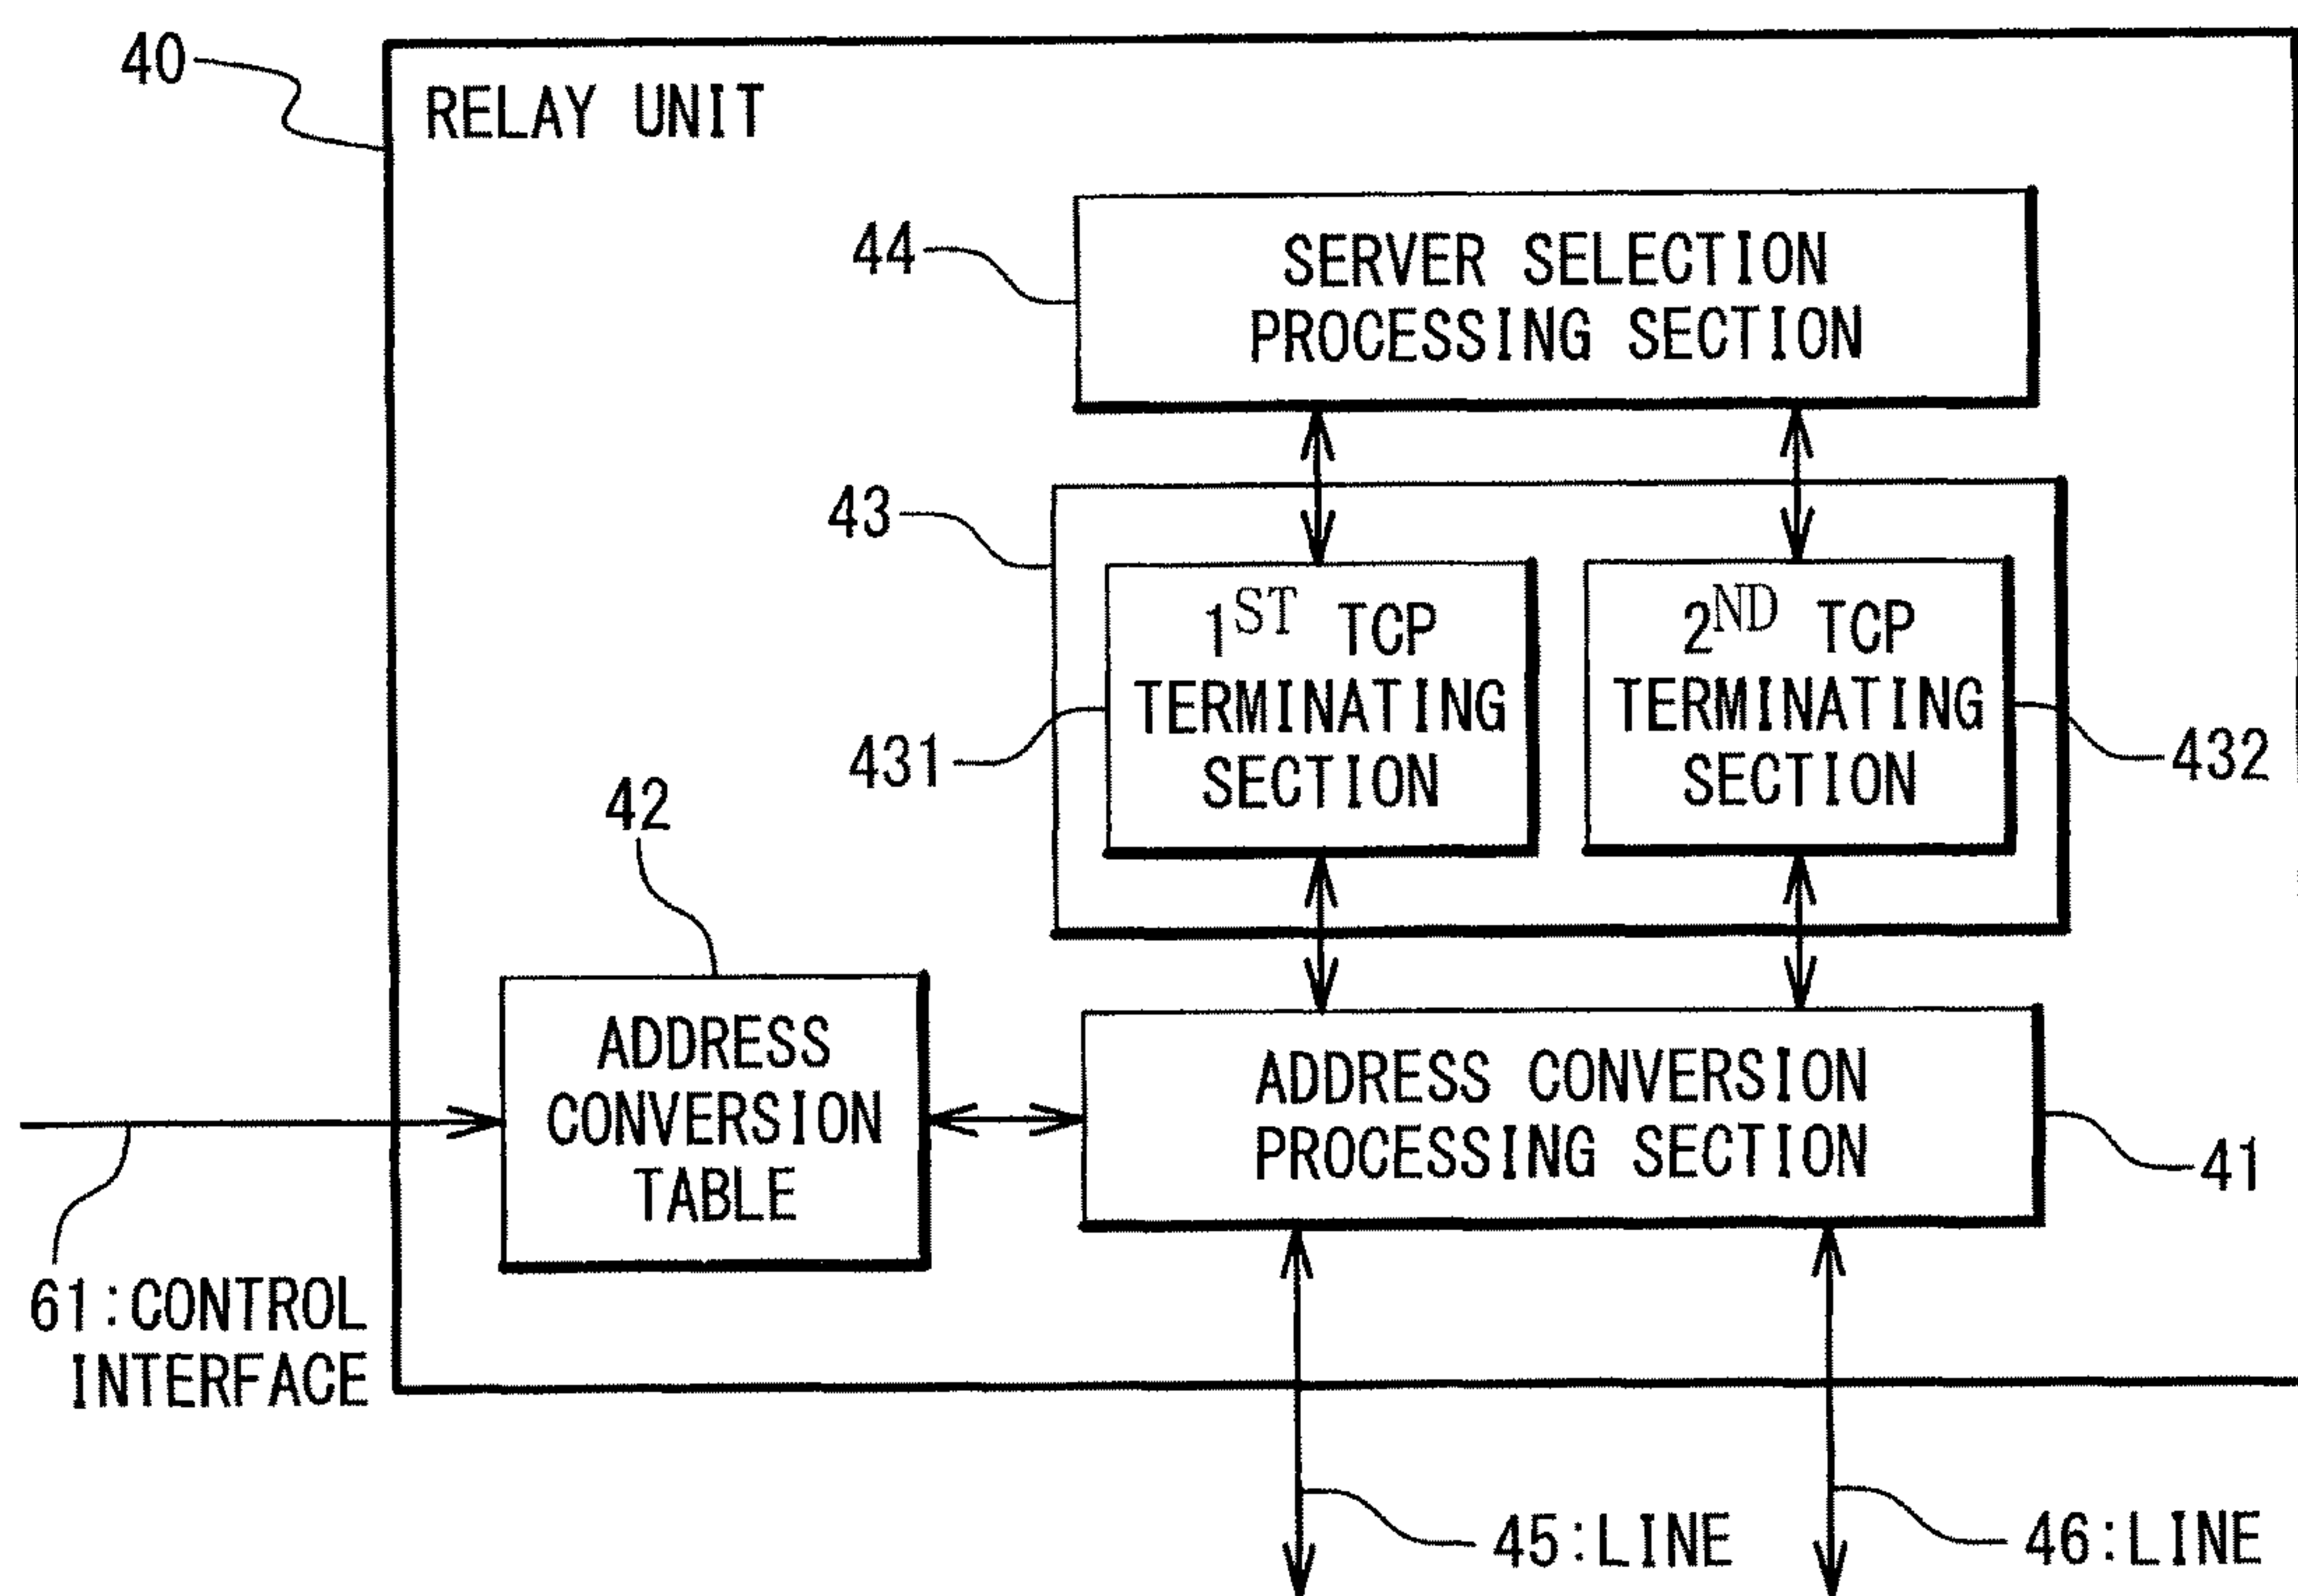 40
RELAY UNIT
44
SERVER SELECTION
PROCESSING SECTION
43
1ST TCP
TERMINATING
SECTION
431
2ND TCP
TERMINATING
SECTION
432
42
ADDRESS
CONVERSION
TABLE
ADDRESS CONVERSION
PROCESSING SECTION
41
61:CONTROL
INTERFACE
45:LINE
46:LINE